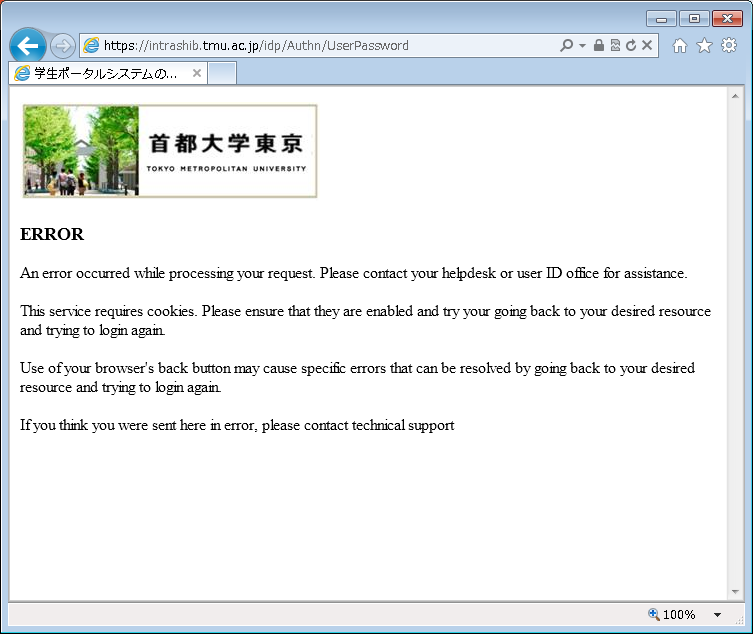 https://intrashib.tmu.ac.jp/idp/Authn/UserPassword
学生ポータルシステムの...
首都大学東京
TOKYO METROPOLITAN UNIVERSITY
ERROR
An error occurred while processing your request. Please contact your helpdesk or user ID office for assistance.
This service requires cookies. Please ensure that they are enabled and try your going back to your desired resource
and trying to login again.
Use of your browser's back button may cause specific errors that can be resolved by going back to your desired
resource and trying to login again.
If you think you were sent here in error, please contact technical support
100%